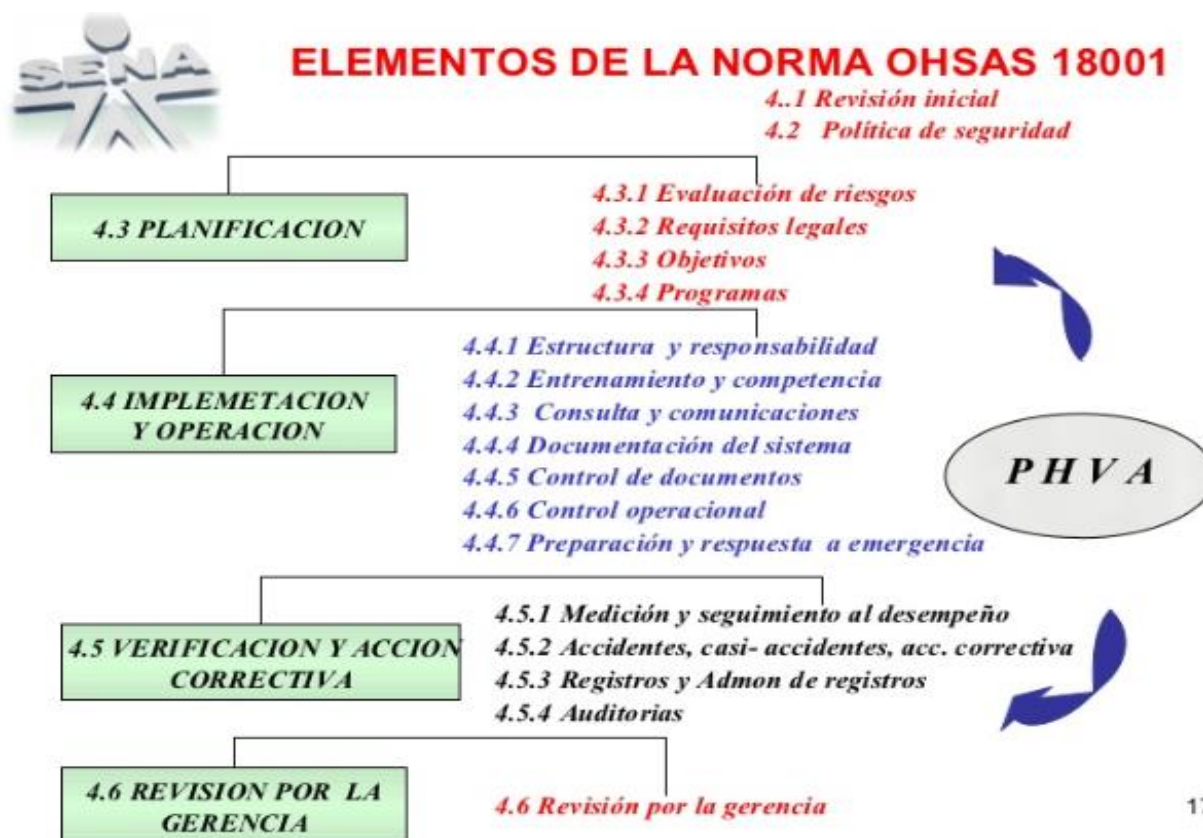 SENA
ELEMENTOS DE LA NORMA OHSAS 18001
4..1 Revisión inicial
4.2 Política de seguridad
4.3 PLANIFICACION
4.3.1 Evaluación de riesgos
4.3.2 Requisitos legales
4.3.3 Objetivos
4.3.4 Programas
4.4 IMPLEMETACION
Y OPERACION
4.4.1 Estructura y responsabilidad
4.4.2 Entrenamiento y competencia
4.4.3 Consulta y comunicaciones
4.4.4 Documentación del sistema
4.4.5 Control de documentos
4.4.6 Control operacional
4.4.7 Preparación y respuesta a emergencia
P H V A
4.5 VERIFICACION Y ACCION
CORRECTIVA
4.5.1 Medición y seguimiento al desempeño
4.5.2 Accidentes, casi- accidentes, acc. correctiva
4.5.3 Registros y Admon de registros
4.5.4 Auditorias
4.6 REVISION POR LA
GERENCIA
4.6 Revisión por la gerencia